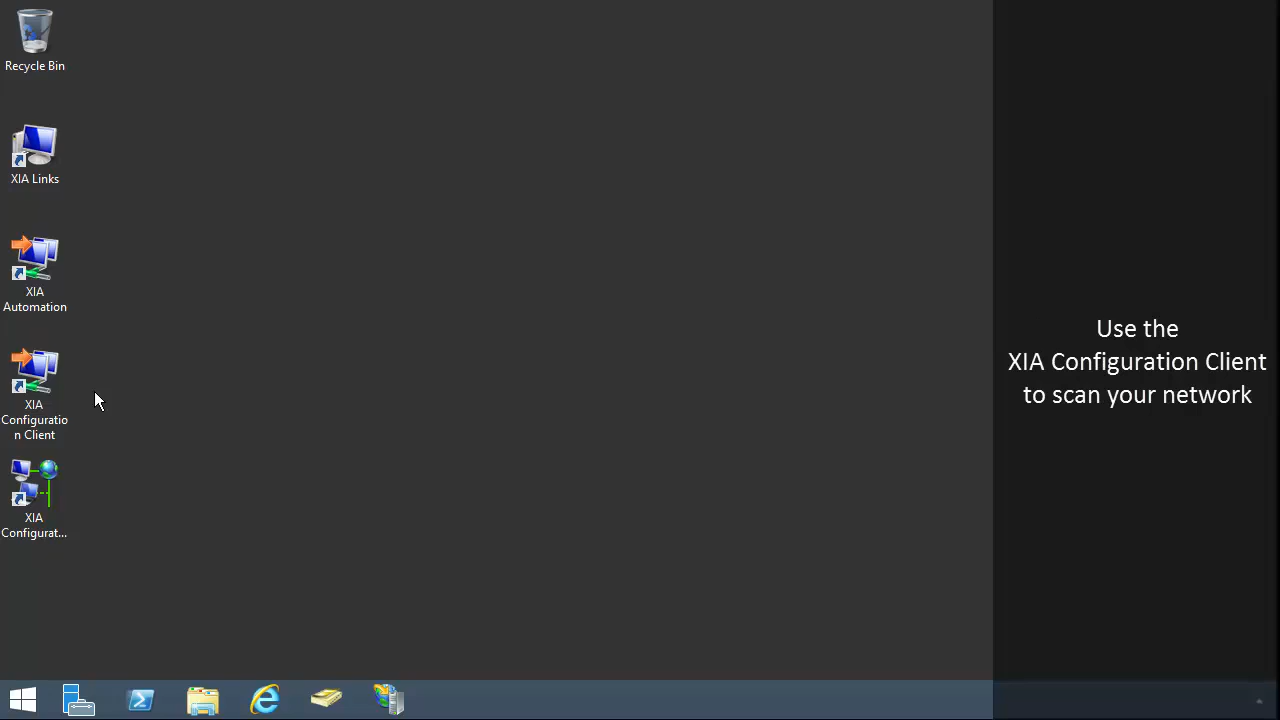 Recycle Bin
XIA Links
XIA
Automation
XIA
Configuratio
n Client
XIA
Configurat...
Use the
XIA Configuration Client
to scan your network